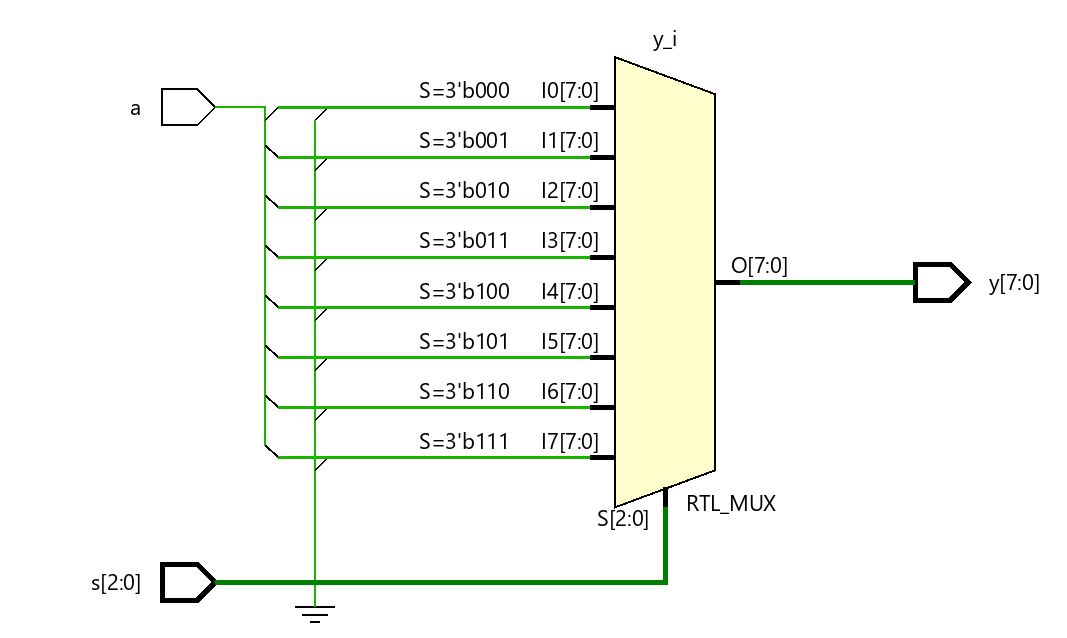 y_i
a
S=3'b000 I0[7:0]
S=3'b001 I1[7:0]
S=3'b010 I2[7:0]
S=3'b011 I3[7:0]
S=3'b100 I4[7:0]
S=3'b101 I5[7:0]
S=3'b110 I6[7:0]
S=3'b111 I7[7:0]
O[7:0]
y[7:0]
S[2:0]
RTL_MUX
s[2:0]